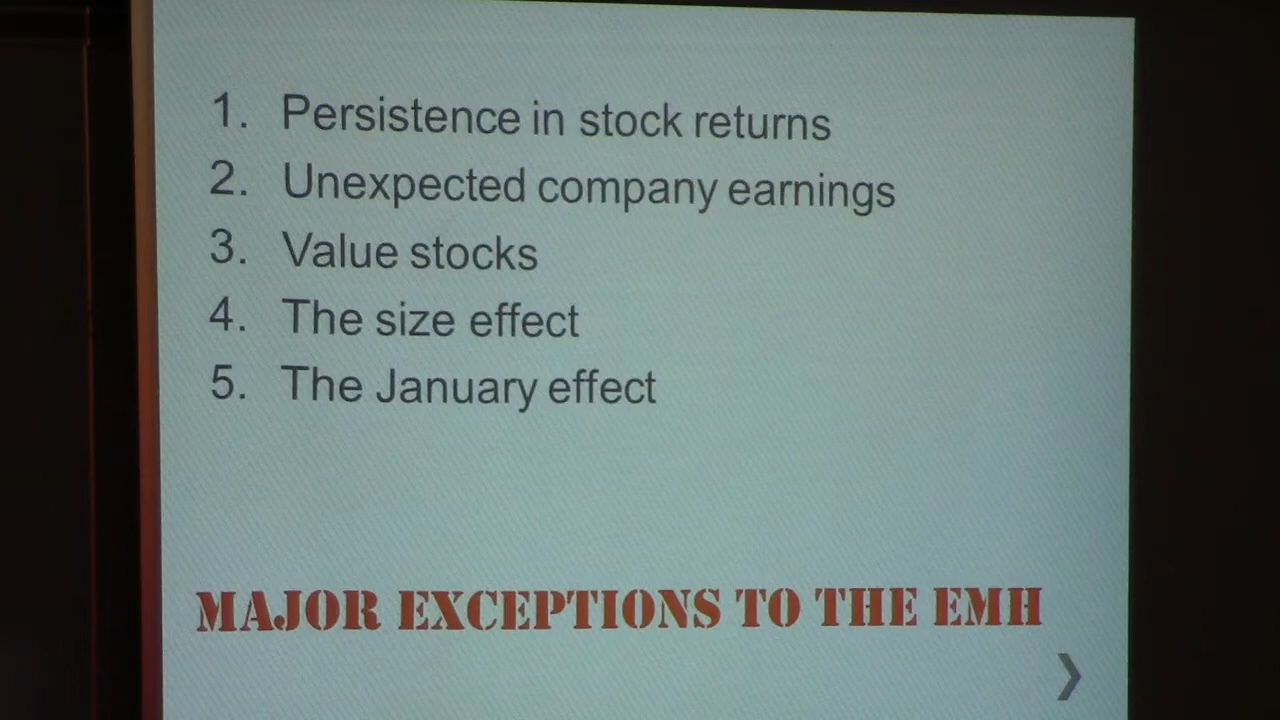 1. Persistence in stock returns
2. Unexpected company earnings
3. Value stocks
4. The size effect
5. The January effect
MAJOR EXCEPTIONS TO THE EMH